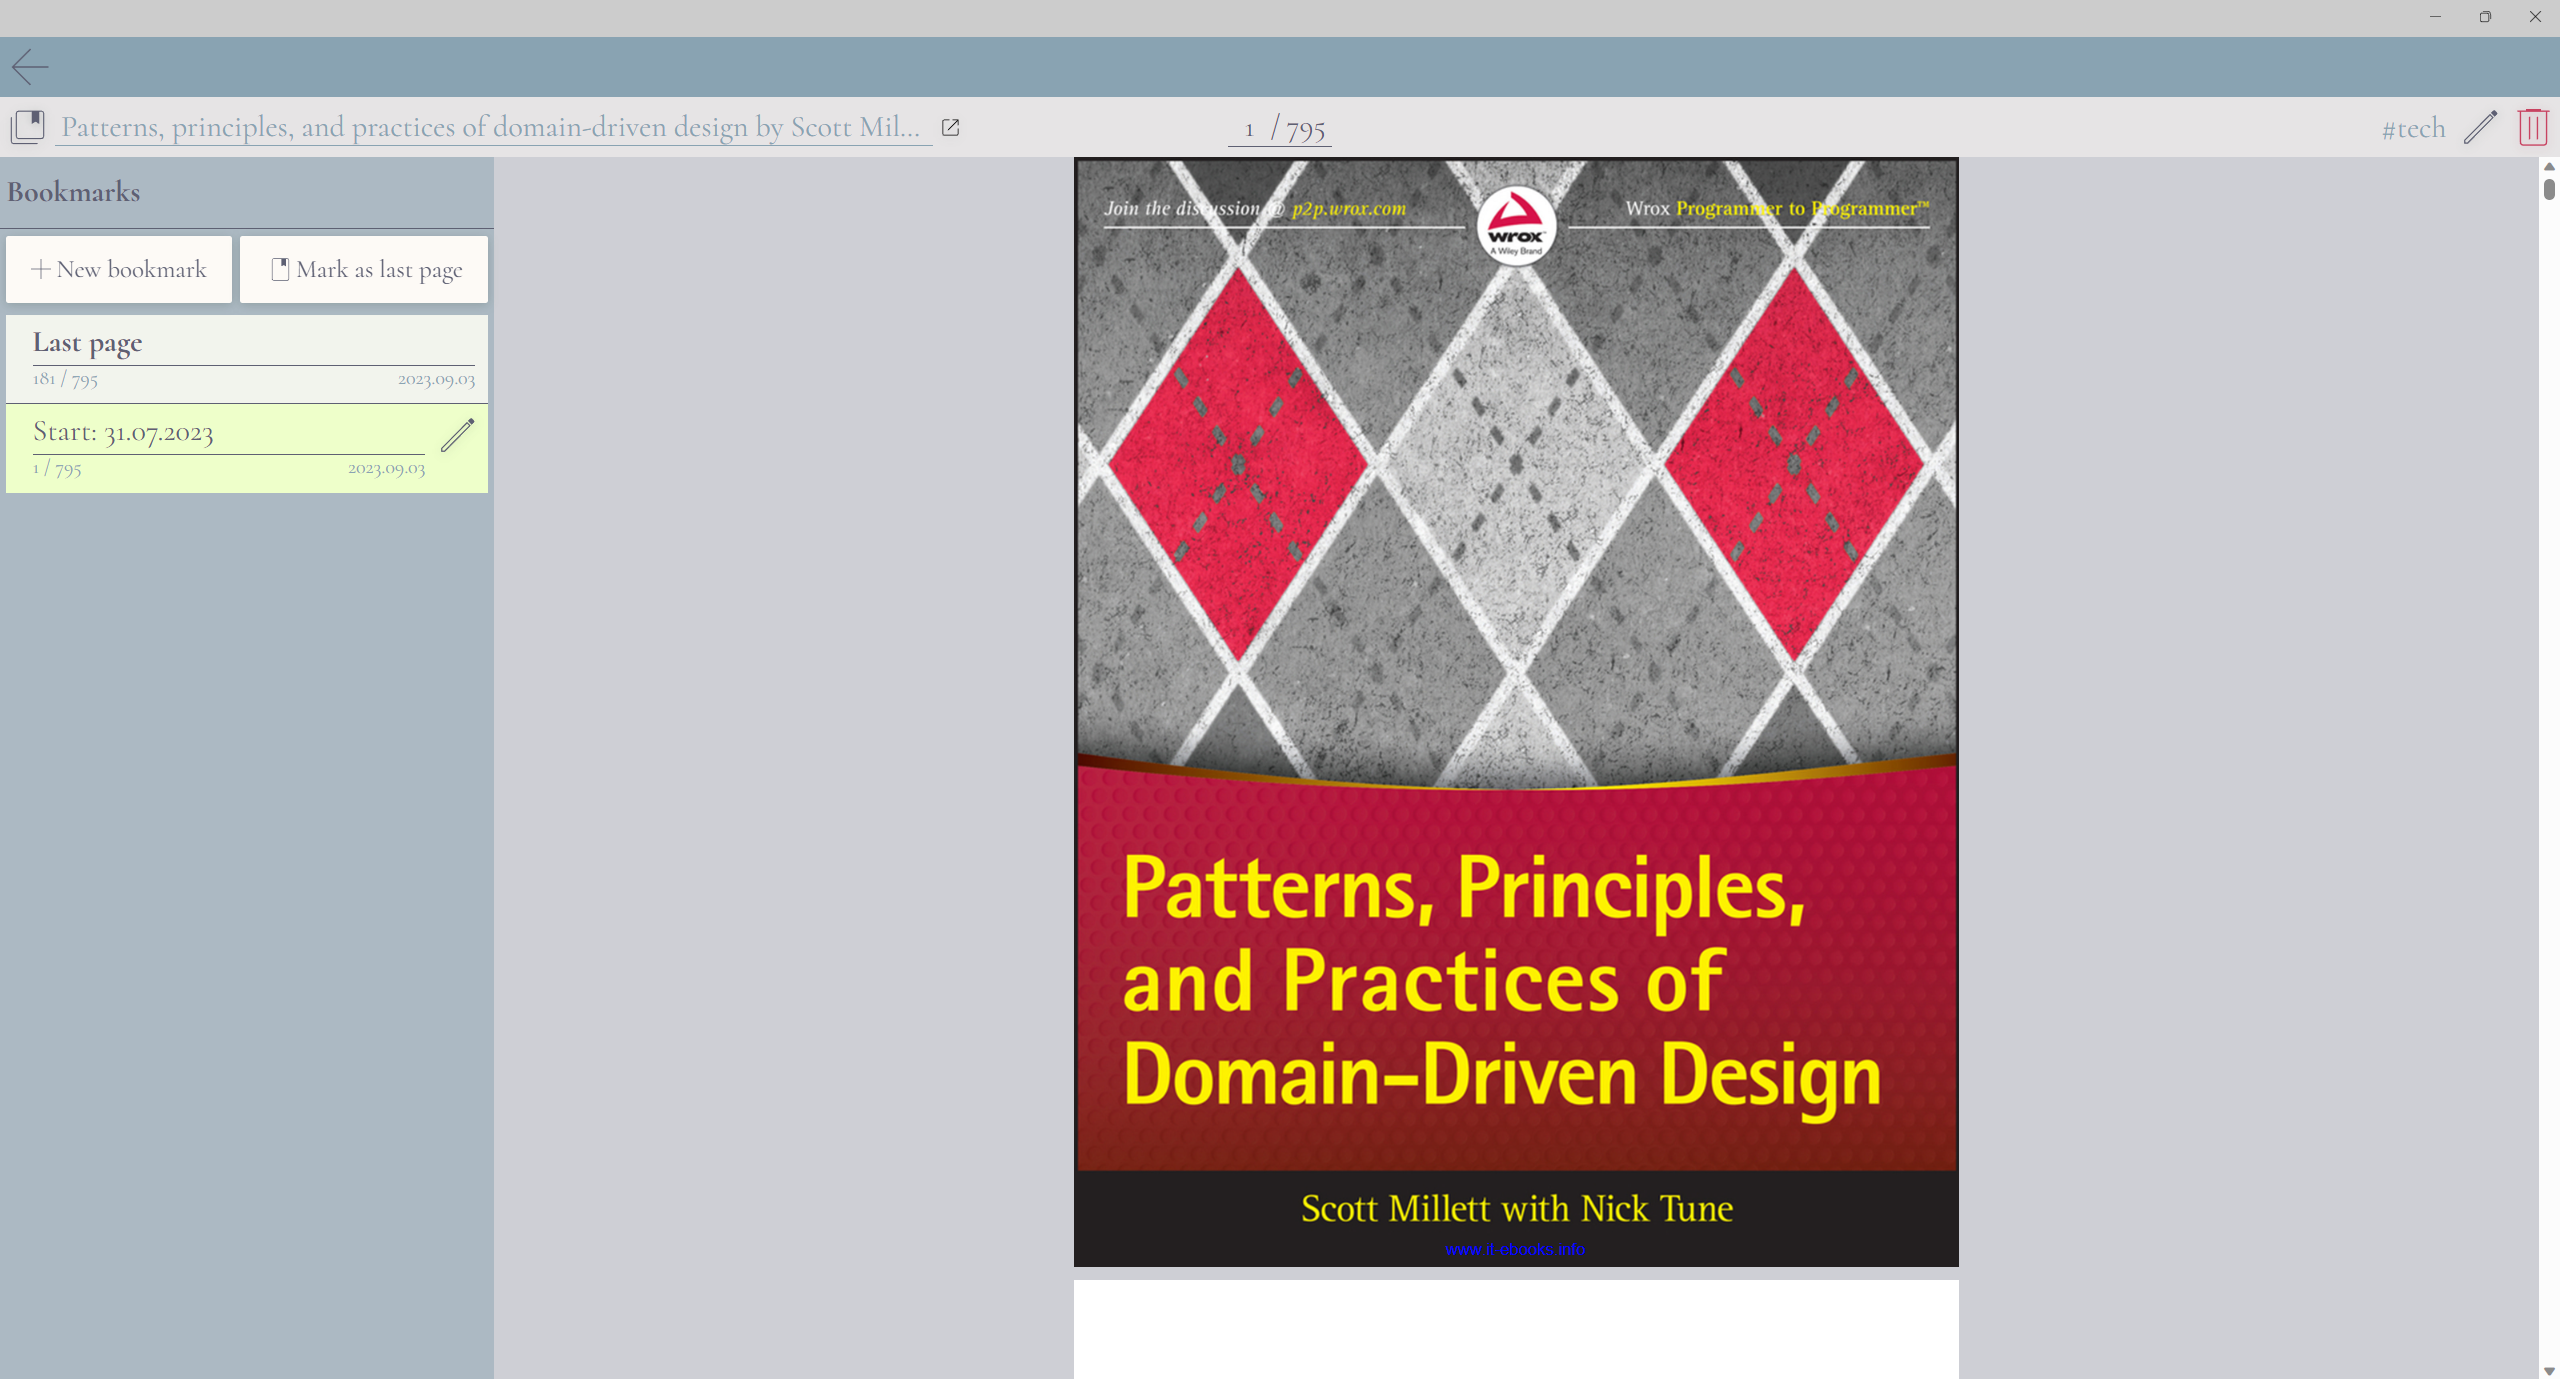 Patterns, principles, and practices of domain-driven design by Scott Mil...
1 / 795
#tech
Bookmarks
New bookmark
Mark as last page
Last page
181 / 795
2023.09.03
Start: 31.07.2023
1 / 795
2023.09.03
Join the discussion @ p2p.wrox.com
wrox™
A Wiley Brand
Wrox Programmer to Programmer™
Patterns, Principles,
and Practices of
Domain-Driven Design
Scott Millett with Nick Tune
www.it-ebooks.info